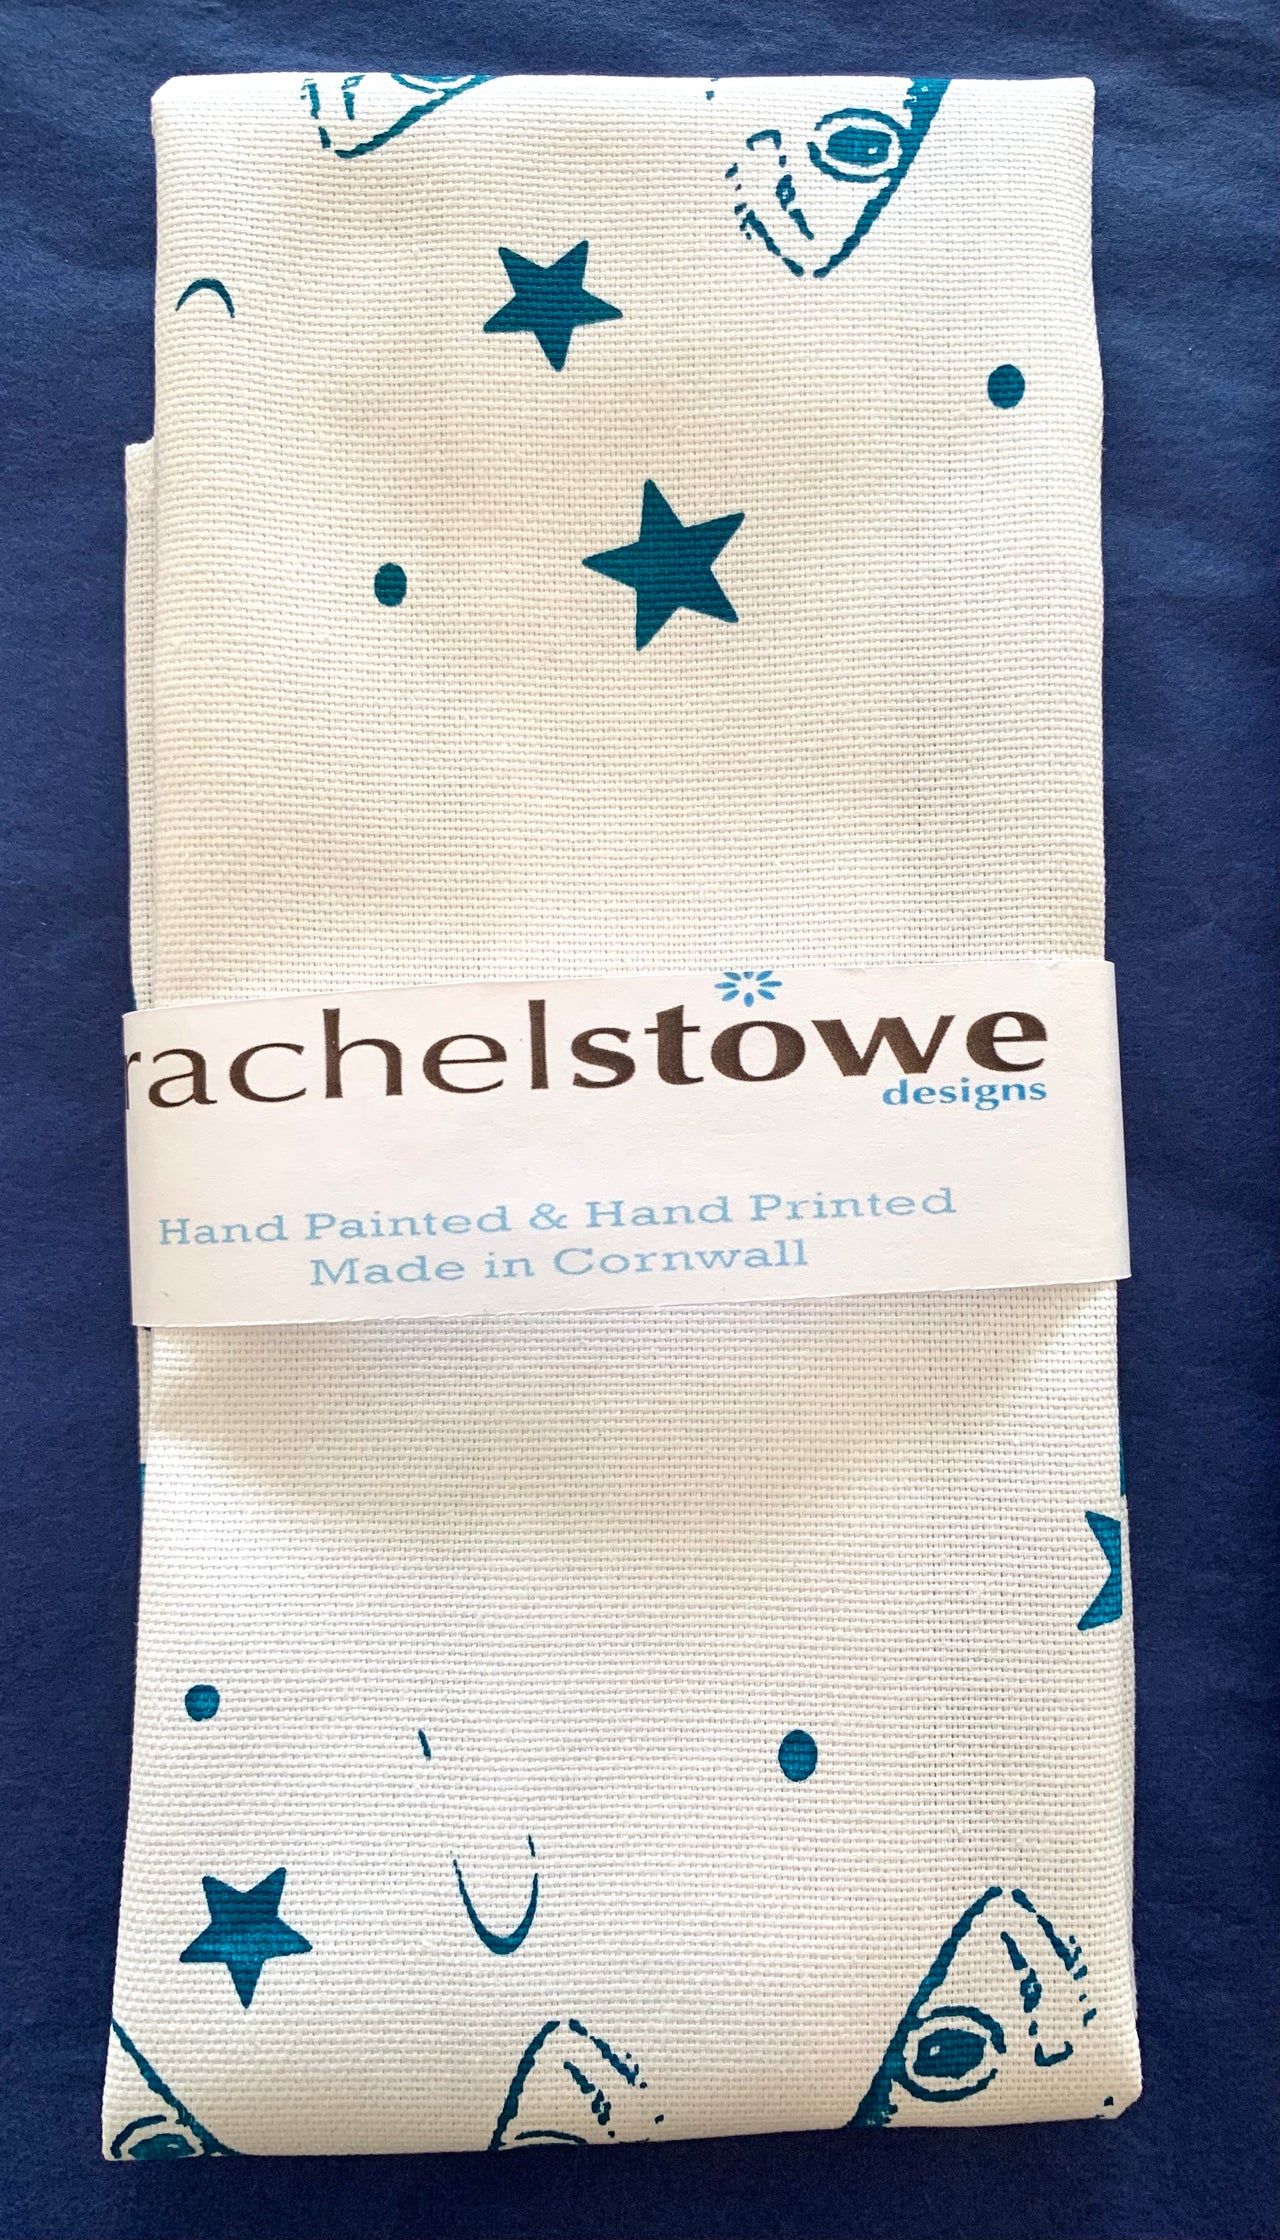 rachelstowe
designs
Hand Painted & Hand Printed
Made in Cornwall